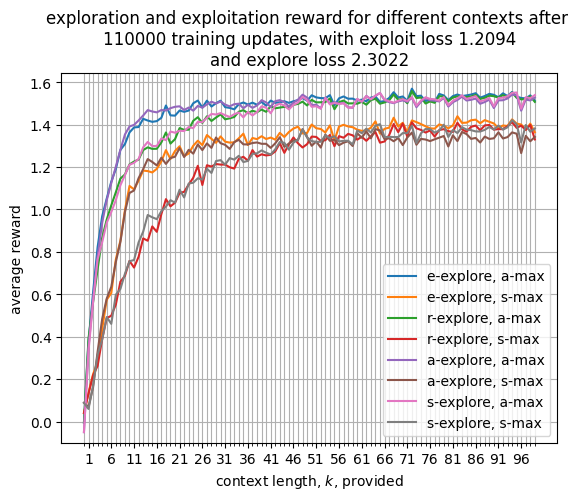 exploration and exploitation reward for different contexts after
110000 training updates, with exploit loss 1.2094
and explore loss 2.3022
1.6
1.4
1.2
1.0
0.8
0.6
0.4
0.2
0.0
average reward
e-explore, a-max
e-explore, s-max
r-explore, a-max
r-explore, s-max
a-explore, a-max
a-explore, s-max
s-explore, a-max
s-explore, s-max
1 6 11 16 21 26 31 36 41 46 51 56 61 66 71 76 81 86 91 96
context length, k, provided